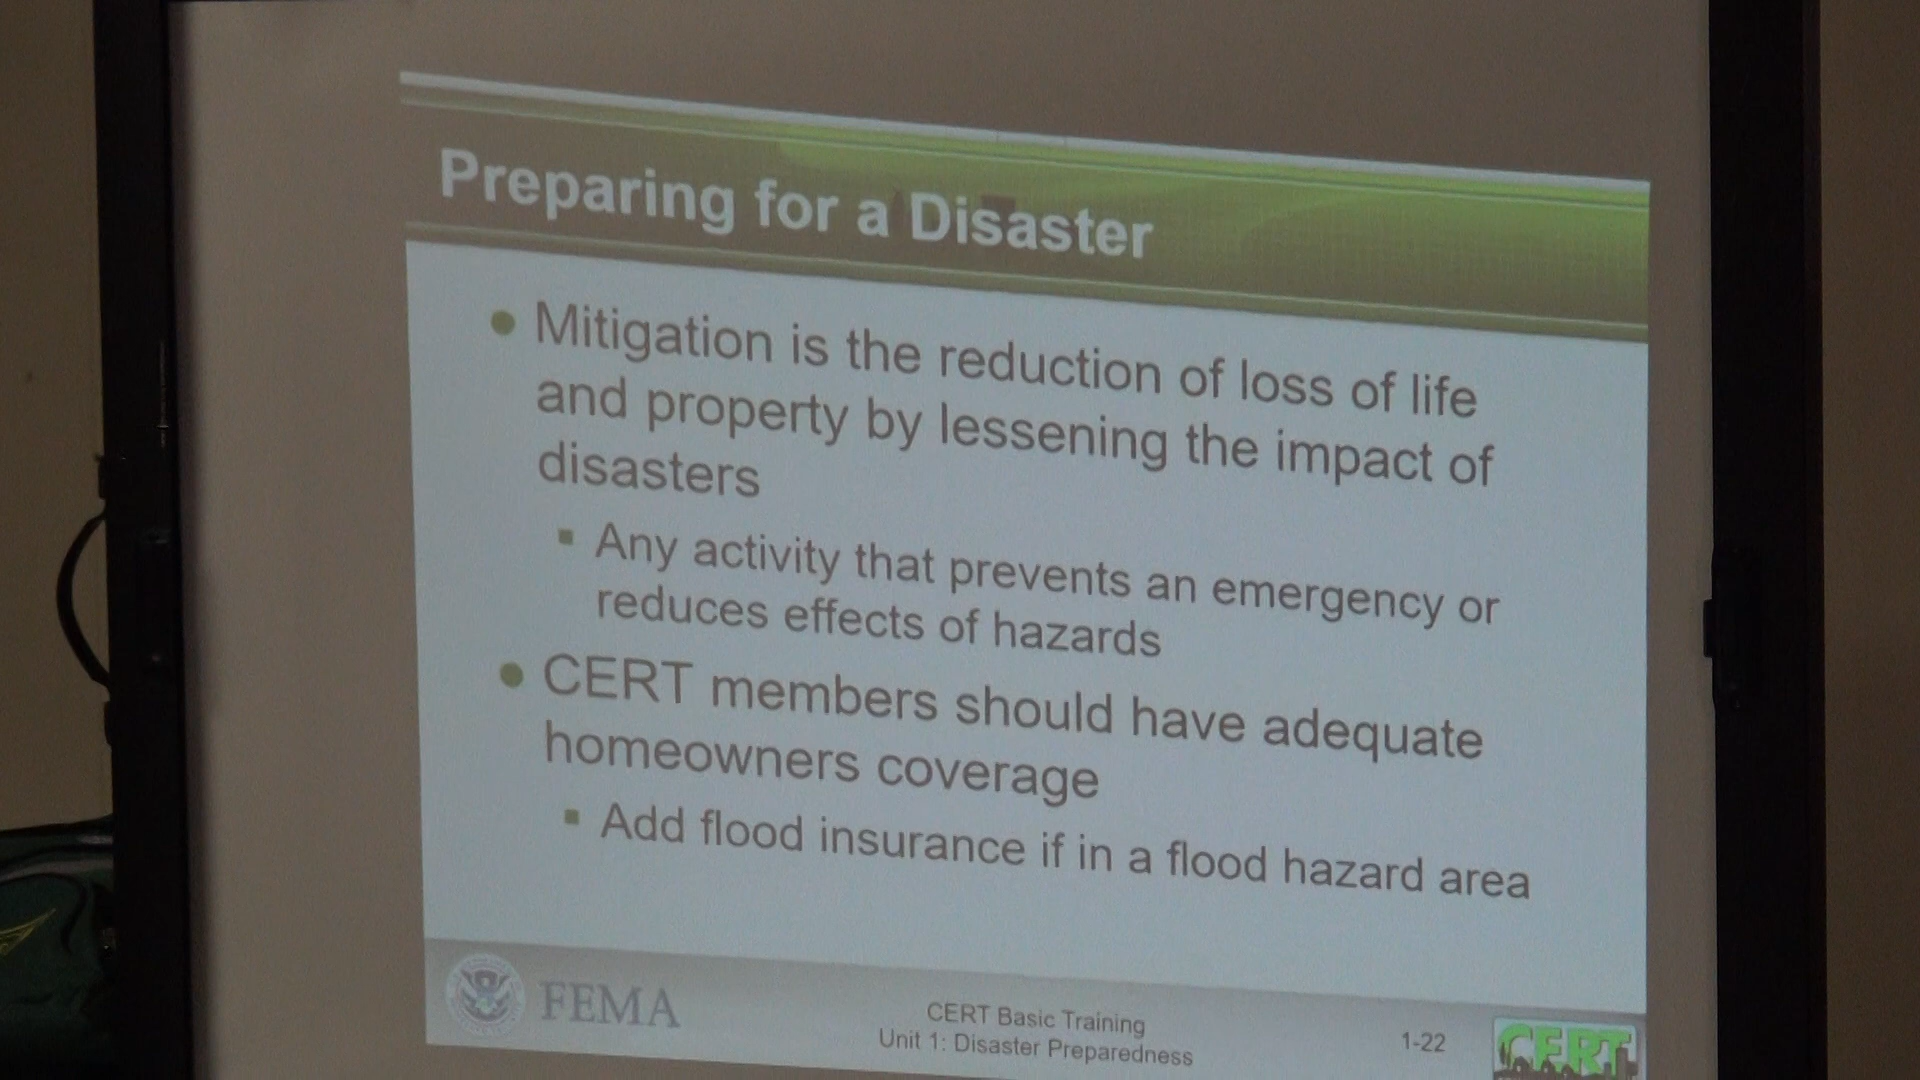 Preparing for a Disaster
Mitigation is the reduction of loss of life
and property by lessening the impact of
disasters
Any activity that prevents an emergency or
reduces effects of hazards
CERT members should have adequate
homeowners coverage
Add flood insurance if in a flood hazard area
FEMA
CERT Basic Training
Unit 1: Disaster Preparedness
1-22
CERT